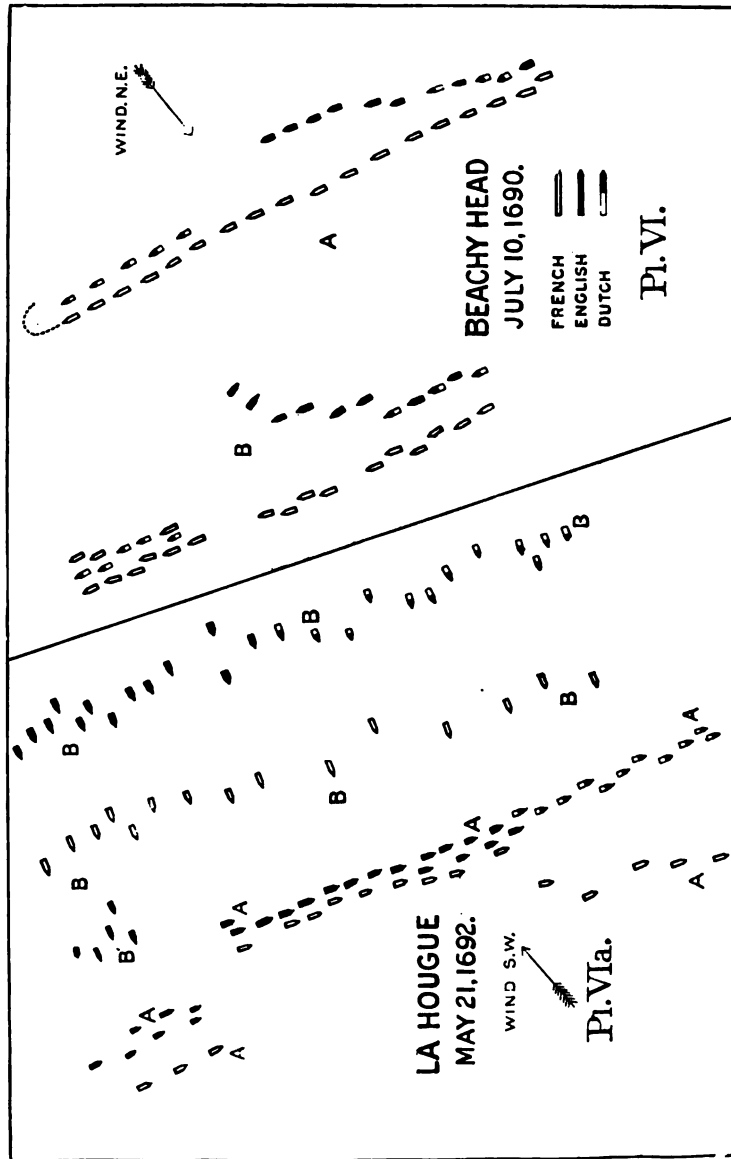 WIND. N.E.
A
BEACHY HEAD
JULY 10, 1690.
FRENCH
ENGLISH
DUTCH
Pl. VI.
B
B
B
B
B
B
B
B'
A
A
A
A
A
A
LA HOUGUE
MAY 21, 1692.
WIND S.W.
Pl. VIa.